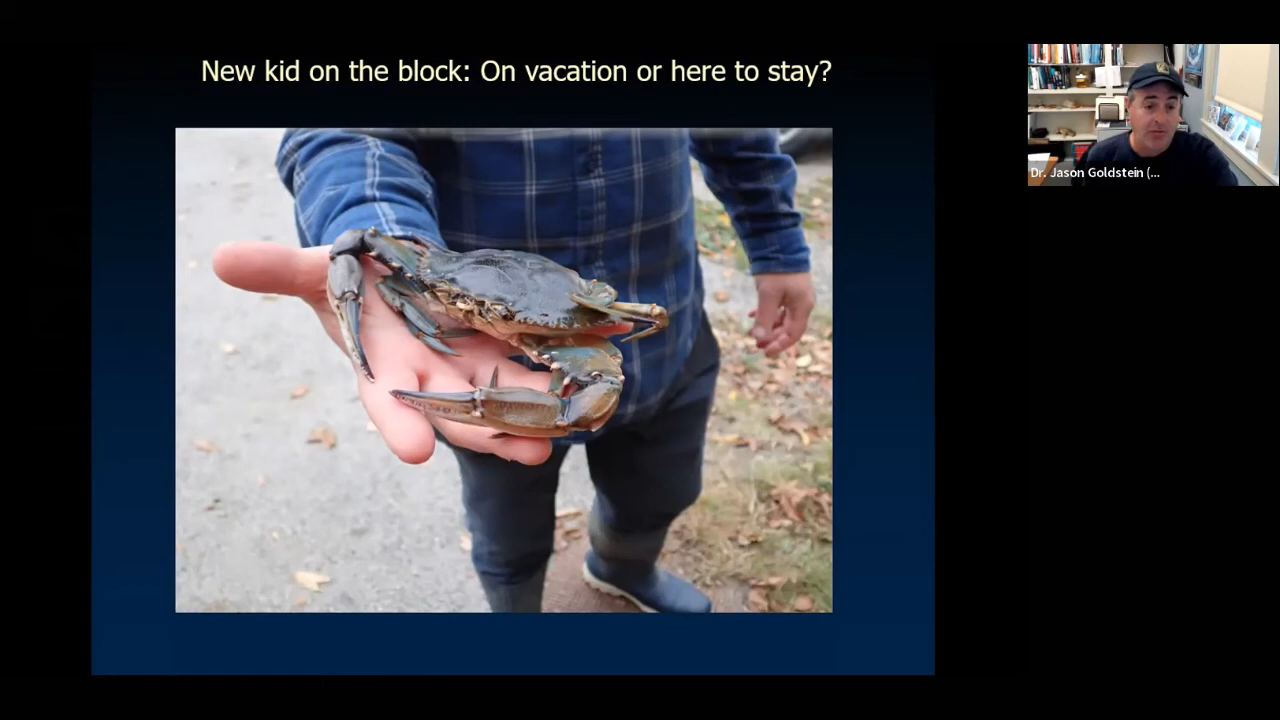 New kid on the block: On vacation or here to stay?
Dr. Jason Goldstein (...